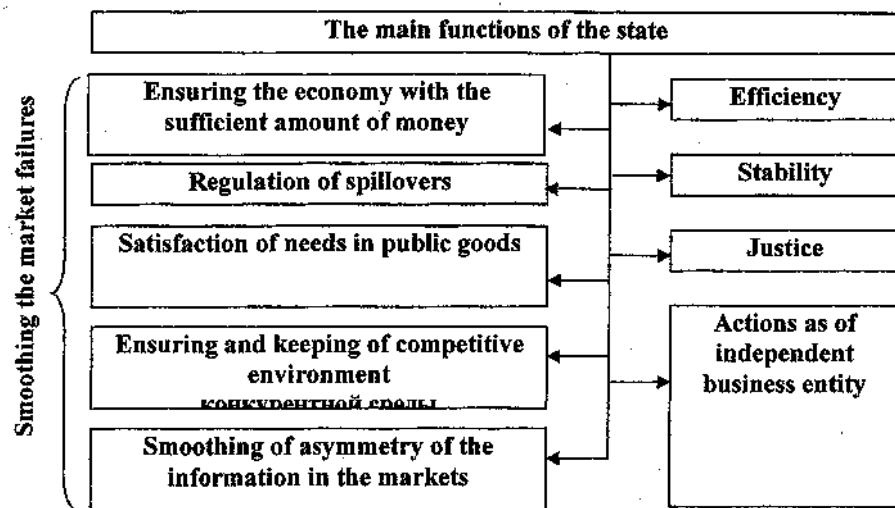 The main functions of the state
Smoothing the market failures
Ensuring the economy with the
sufficient amount of money
Regulation of spillovers
Satisfaction of needs in public goods
Ensuring and keeping of competitive
environment
конкурентной среды
Smoothing of asymmetry of the
information in the markets
Efficiency
Stability
Justice
Actions as of
independent
business entity